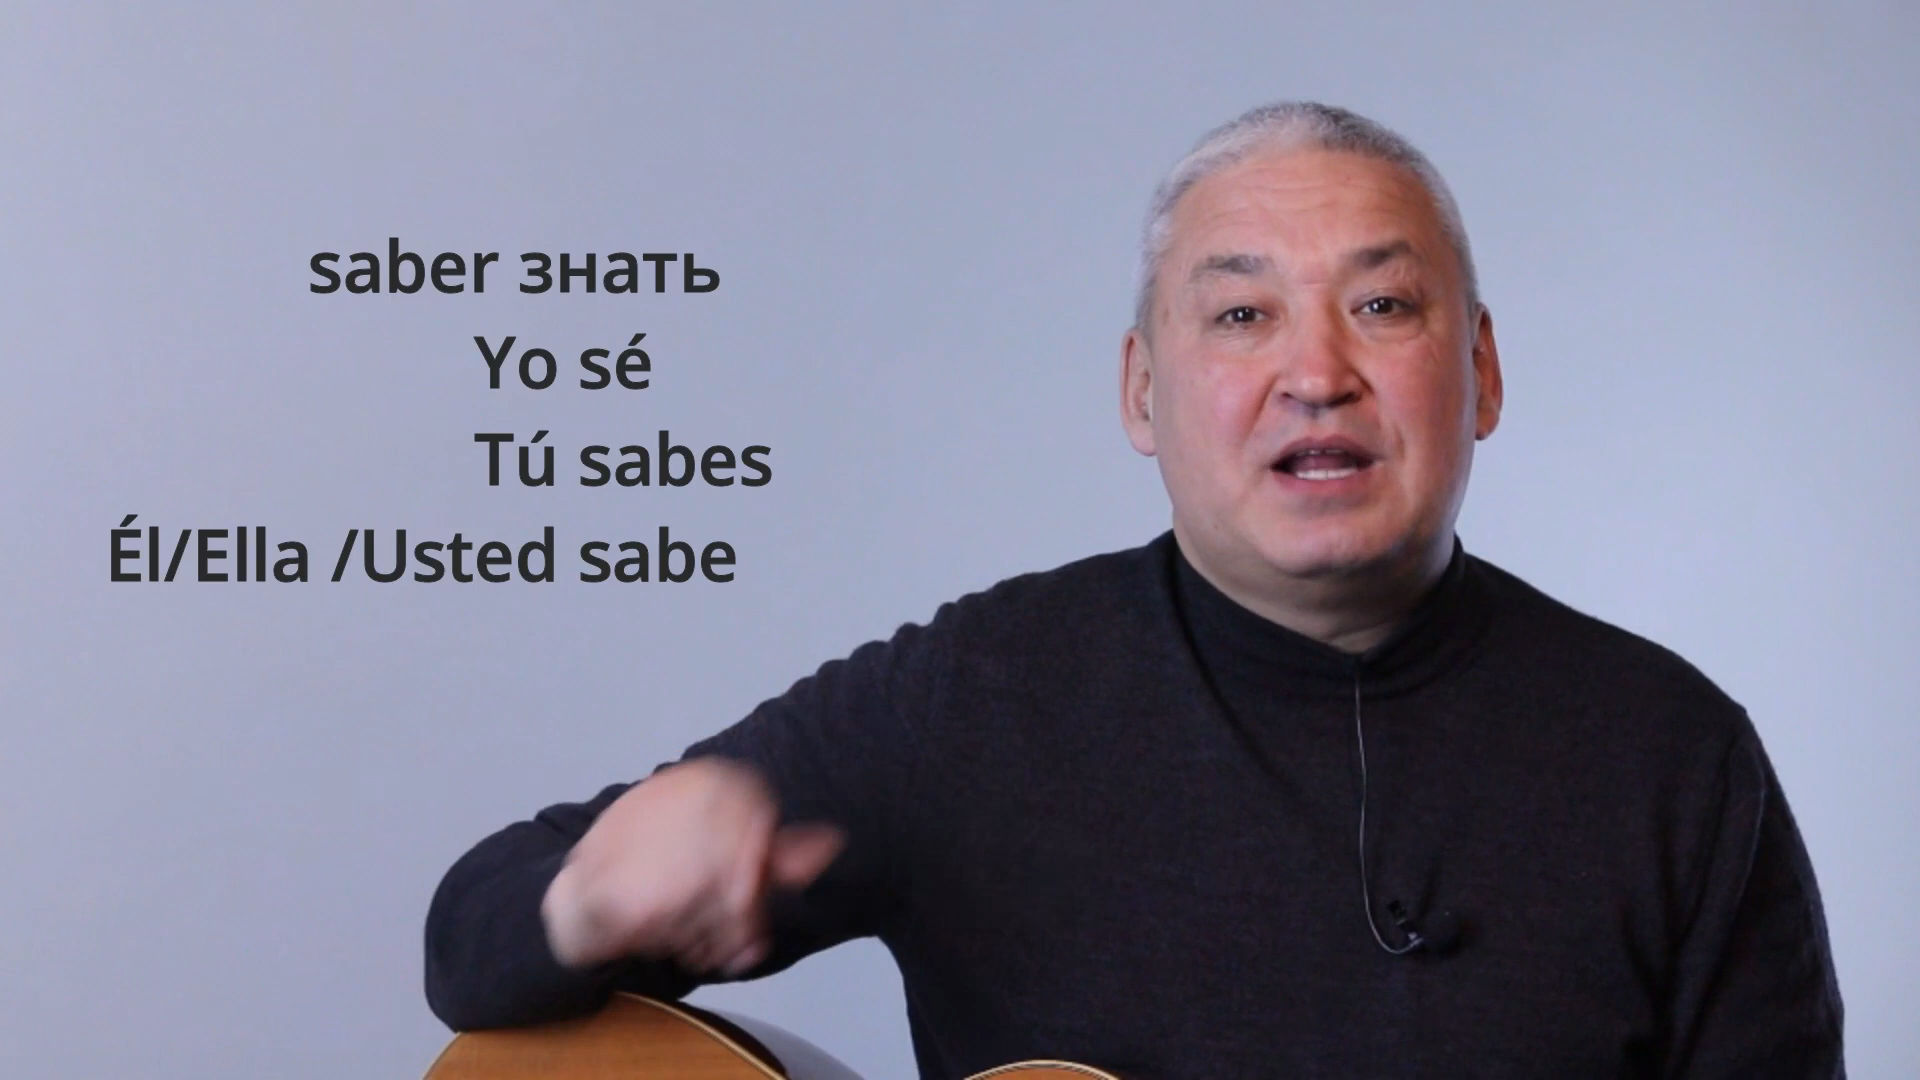 saber знать
Yo sé
Tú sabes
Él/Ella /Usted sabe